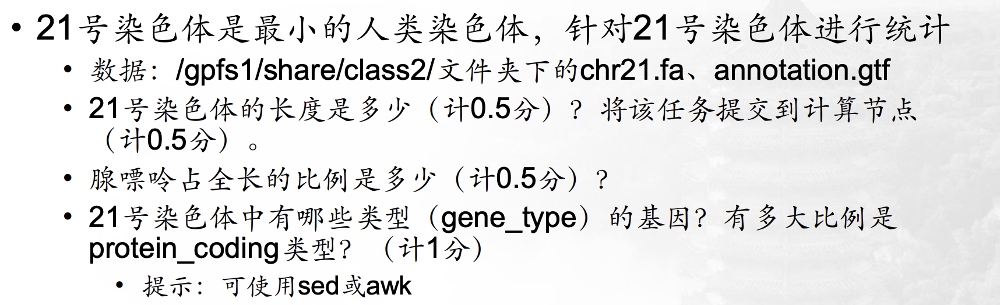 • 21号染色体是最小的人类染色体，针对21号染色体进行统计
• 数据：/gpfs1/share/class2/文件夹下的chr21.fa、annotation.gtf
• 21号染色体的长度是多少（计0.5分）？将该任务提交到计算节点
（计0.5分）。
• 腺嘌呤占全长的比例是多少（计0.5分）？
• 21号染色体中有哪些类型（gene_type）的基因？有多大比例是
protein_coding类型？（计1分）
• 提示：可使用sed或awk